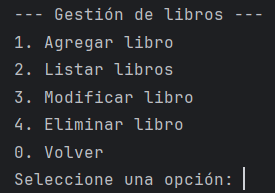 --- Gestión de libros ---
1. Agregar libro
2. Listar libros
3. Modificar libro
4. Eliminar libro
0. Volver
Seleccione una opción: